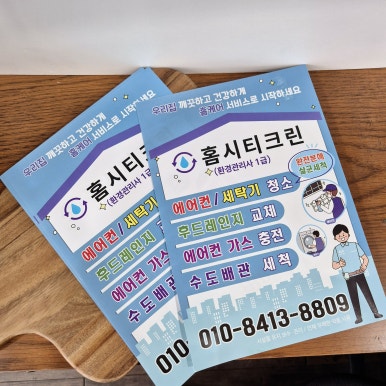 우리집 깨끗하고 건강하게
홈케어 서비스로 시작하세요
홈시티크린
(환경관리사 1급)
완전분해
살균세척
에어컨 / 세탁기 청소
후드레인지 교체
에어컨 가스 충전
수도배관 세척
010-8413-8809
우리집 깨끗하고 건강하게
홈케어 서비스로 시작하세요
홈시티크린
(환경관리사 1급)
에어컨 / 세탁기
후드레인지
에어컨 가스
수도배관
010